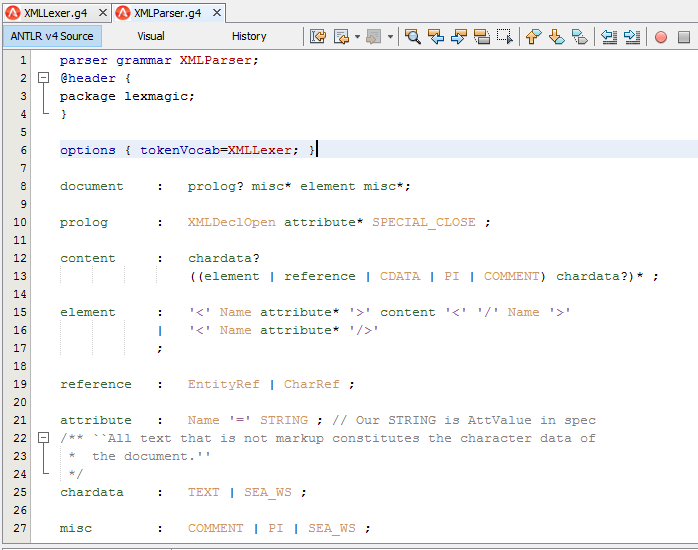 XMLLexer.g4 XMLParser.g4
ANTLR v4 Source Visual History
1 parser grammar XMLParser;
2 @header {
3 package lexmagic;
4 }
5
6 options { tokenVocab=XMLLexer; }
7
8 document : prolog? misc* element misc*;
9
10 prolog : XMLDeclOpen attribute* SPECIAL_CLOSE ;
11
12 content : chardata?
13 ((element | reference | CDATA | PI | COMMENT) chardata?)* ;
14
15 element : '<' Name attribute* '>' content '<' '/' Name '>'
16 | '<' Name attribute* '/>'
17 ;
18
19 reference : EntityRef | CharRef ;
20
21 attribute : Name '=' STRING ; // Our STRING is AttValue in spec
22 /** ``All text that is not markup constitutes the character data of
23 * the document.''
24 */
25 chardata : TEXT | SEA_WS ;
26
27 misc : COMMENT | PI | SEA_WS ;